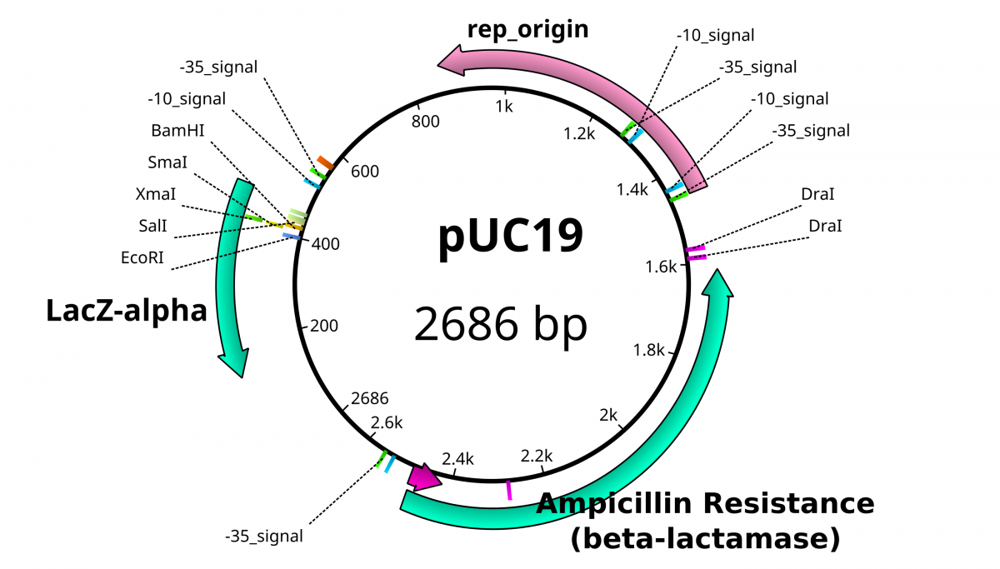 rep_origin
-10_signal
-35_signal
-35_signal
-10_signal
-10_signal
BamHI
-35_signal
SmaI
XmaI
DraI
SalI
DraI
EcoRI
1k
800
1.2k
600
1.4k
pUC19
400
1.6k
LacZ-alpha
2686 bp
200
1.8k
2686
2k
2.6k
2.4k
2.2k
Ampicillin Resistance
(beta-lactamase)
-35_signal